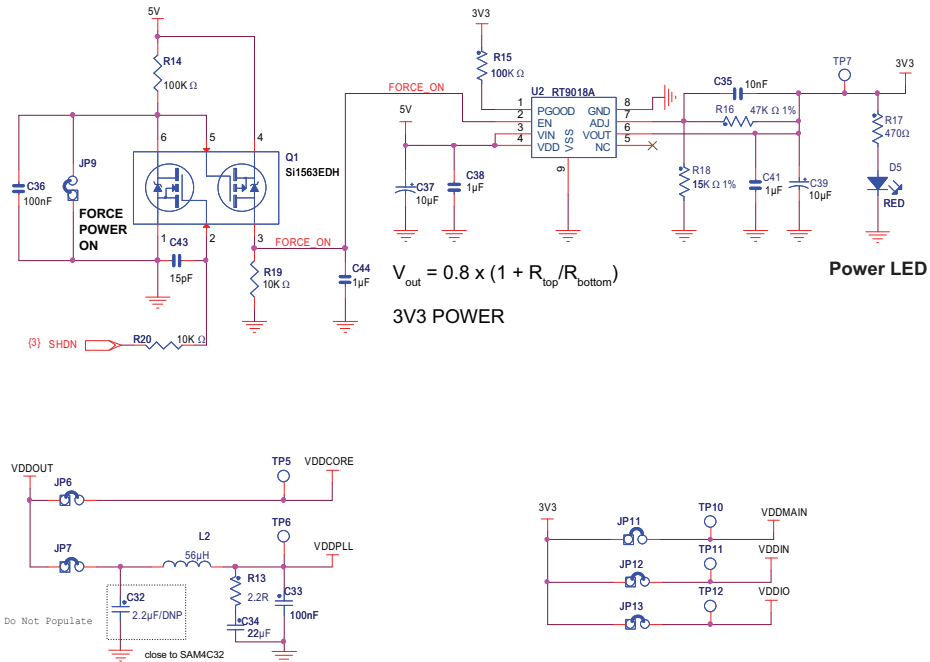 5V
R14
100K Ω
6
5
4
Q1
Si1563EDH
JP9
C36
100nF
FORCE
POWER
ON
1
C43
2
3
15pF
FORCE_ON
R19
10K Ω
C44
1µF
{3} SHDN
R20
10K Ω
3V3
R15
100K Ω
FORCE_ON
5V
U2 RT9018A
1 PGOOD GND 8
2 EN ADJ 7
3 VIN VOUT 6
4 VDD NC 5
VSS
9
C37
10µF
C38
1µF
C35
10nF
R16
47K Ω 1%
R18
15K Ω 1%
C41
1µF
C39
10µF
TP7
3V3
R17
470Ω
D5
RED
Vout = 0.8 x (1 + Rtop/Rbottom)
3V3 POWER
Power LED
VDDOUT
JP6
TP5
VDDCORE
JP7
L2
56µH
TP6
VDDPLL
R13
2.2R
C33
100nF
C32
2.2µF/DNP
C34
22µF
Do Not Populate
close to SAM4C32
3V3
JP11
TP10
VDDMAIN
JP12
TP11
VDDIN
JP13
TP12
VDDIO